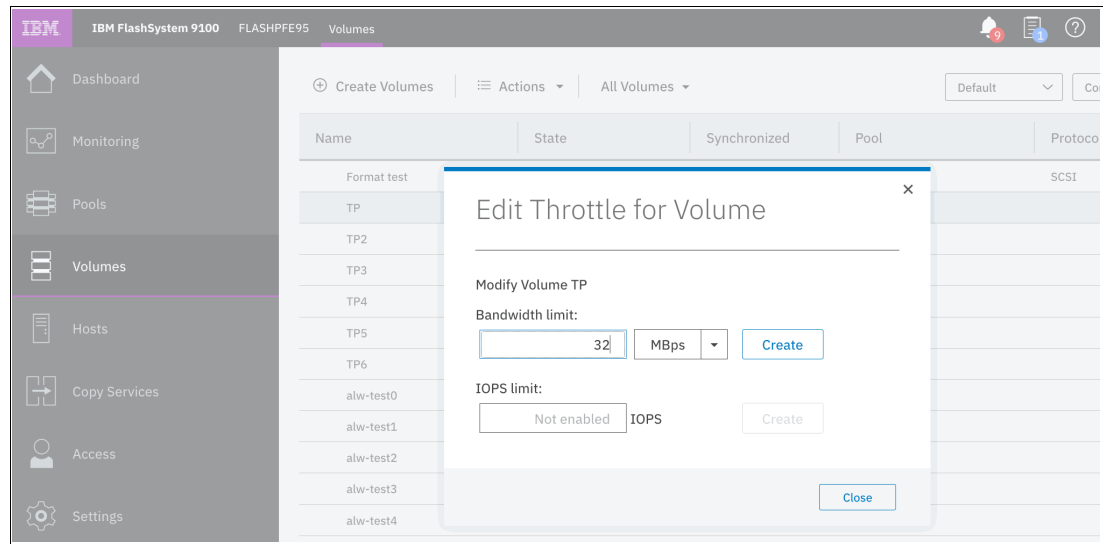 IBM IBM FlashSystem 9100 FLASHPFE95 Volumes 9 1 ?
Dashboard
Monitoring
Pools
Volumes
Hosts
Copy Services
Access
Settings
Create Volumes Actions All Volumes Default Co
Name State Synchronized Pool Protoco
Format test SCSI
TP
TP2
TP3
TP4
TP5
TP6
alw-test0
alw-test1
alw-test2
alw-test3
alw-test4
Edit Throttle for Volume
Modify Volume TP
Bandwidth limit:
32 MBps Create
IOPS limit:
Not enabled IOPS Create
Close